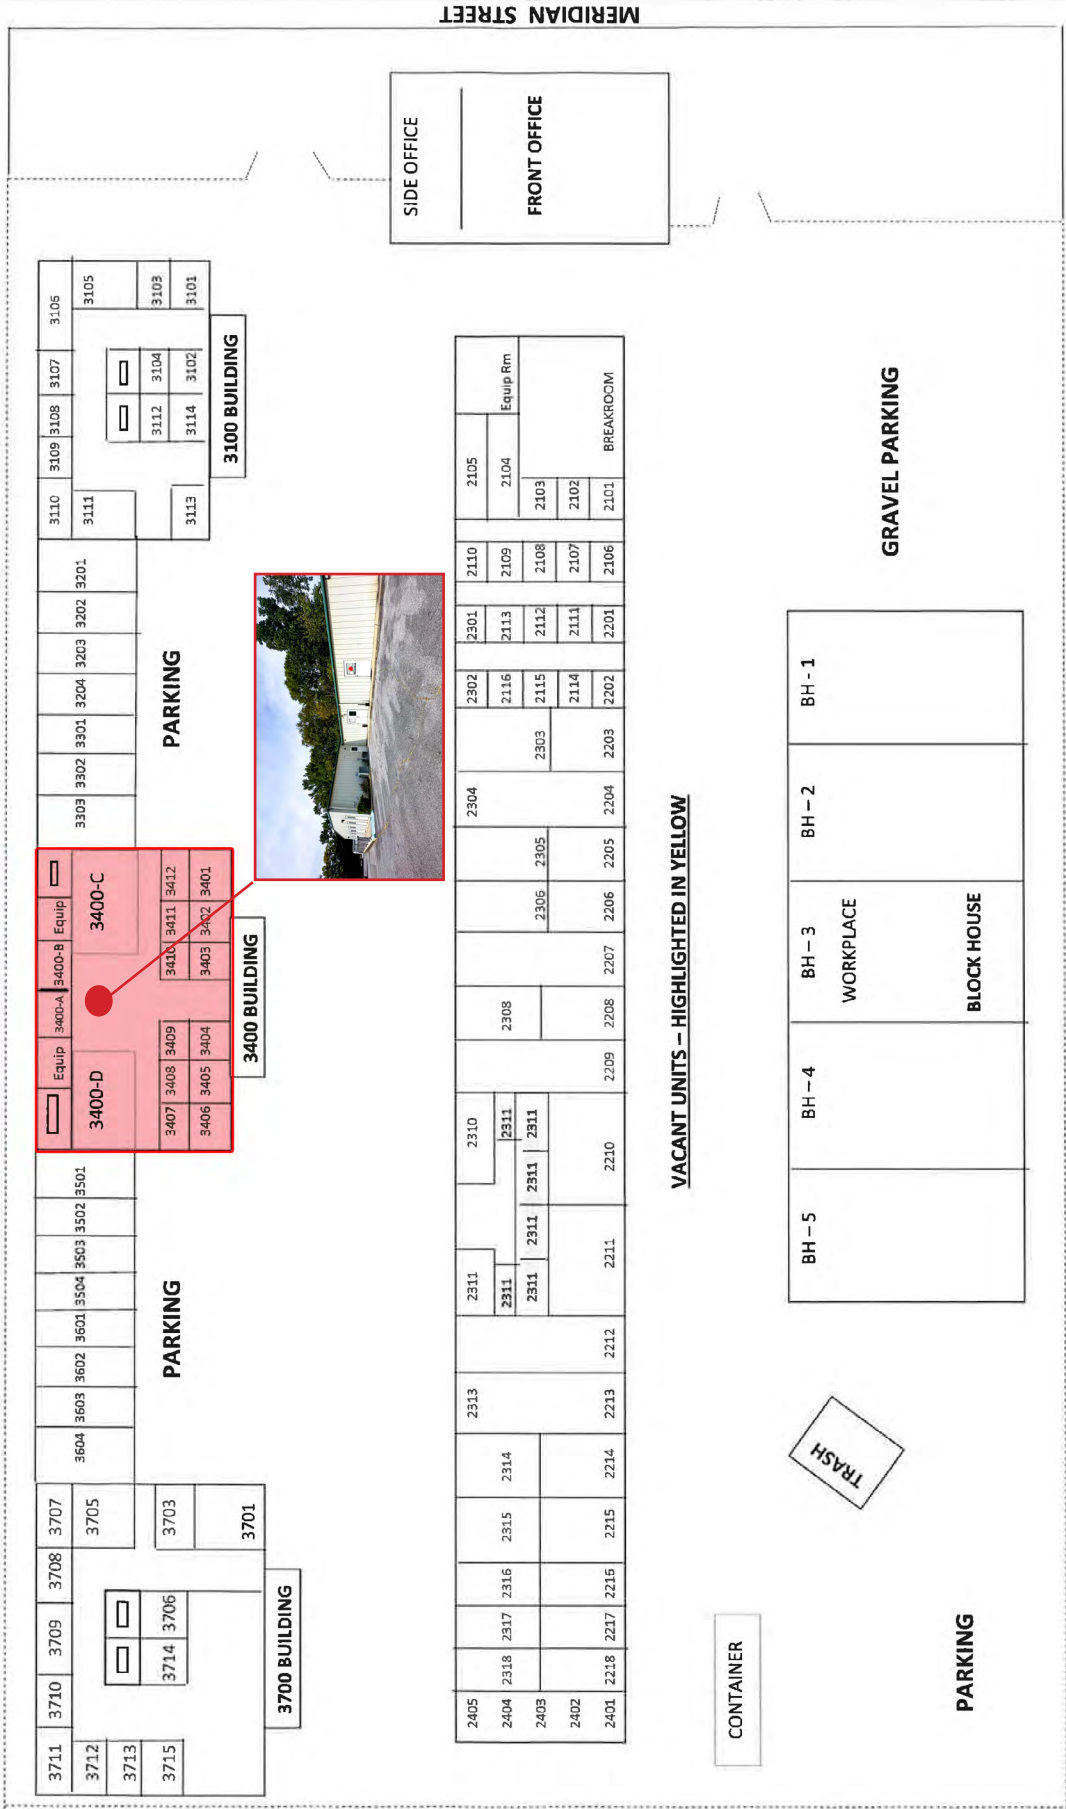 MERIDIAN STREET
3711 3710 3709 3708 3707
3712 3705
3713
3715 3714 3706 3703
3701
3700 BUILDING
3604 3603 3602 3601 3504 3503 3502 3501
PARKING
Equip 3400-A 3400-B Equip
3400-D 3400-C
3407 3408 3409 3410 3411 3412
3406 3405 3404 3403 3402 3401
3400 BUILDING
3303 3302 3301 3204 3203 3202 3201
PARKING
3110 3109 3108 3107 3106
3111 3105
3112 3104 3103
3113 3114 3102 3101
3100 BUILDING
SIDE OFFICE
FRONT OFFICE
2405 2313 2311 2310 2304 2302 2301 2110 2105
2404 2318 2317 2316 2315 2314 2311 2311 2308 2116 2113 2109 2104 Equip Rm
2403 2311 2311 2311 2311 2306 2305 2303 2115 2112 2108 2103
2402 2114 2111 2107 2102
2401 2218 2217 2216 2215 2214 2213 2212 2211 2210 2209 2208 2207 2206 2205 2204 2203 2202 2201 2106 2101 BREAKROOM
VACANT UNITS – HIGHLIGHTED IN YELLOW
CONTAINER
TRASH
PARKING
BH – 5 BH – 4 BH – 3 BH – 2 BH - 1
WORKPLACE
BLOCK HOUSE
GRAVEL PARKING